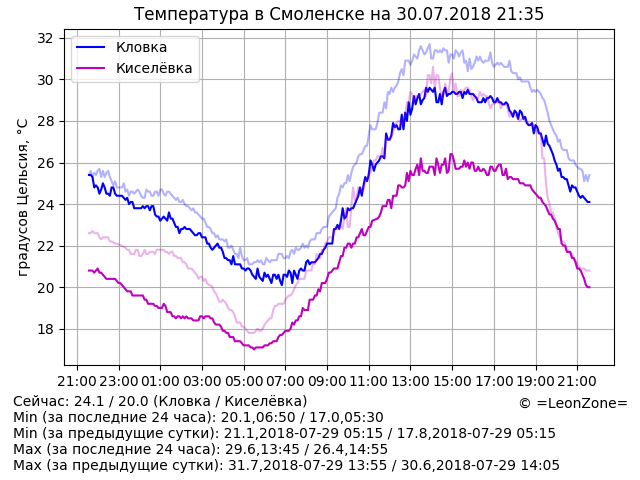 Температура в Смоленске на 30.07.2018 21:35
градусов Цельсия, °C
32
30
28
26
24
22
20
18
Кловка
Киселёвка
21:00 23:00 01:00 03:00 05:00 07:00 09:00 11:00 13:00 15:00 17:00 19:00 21:00
Сейчас: 24.1 / 20.0 (Кловка / Киселёвка)
© =LeonZone=
Min (за последние 24 часа): 20.1,06:50 / 17.0,05:30
Min (за предыдущие сутки): 21.1,2018-07-29 05:15 / 17.8,2018-07-29 05:15
Max (за последние 24 часа): 29.6,13:45 / 26.4,14:55
Max (за предыдущие сутки): 31.7,2018-07-29 13:55 / 30.6,2018-07-29 14:05